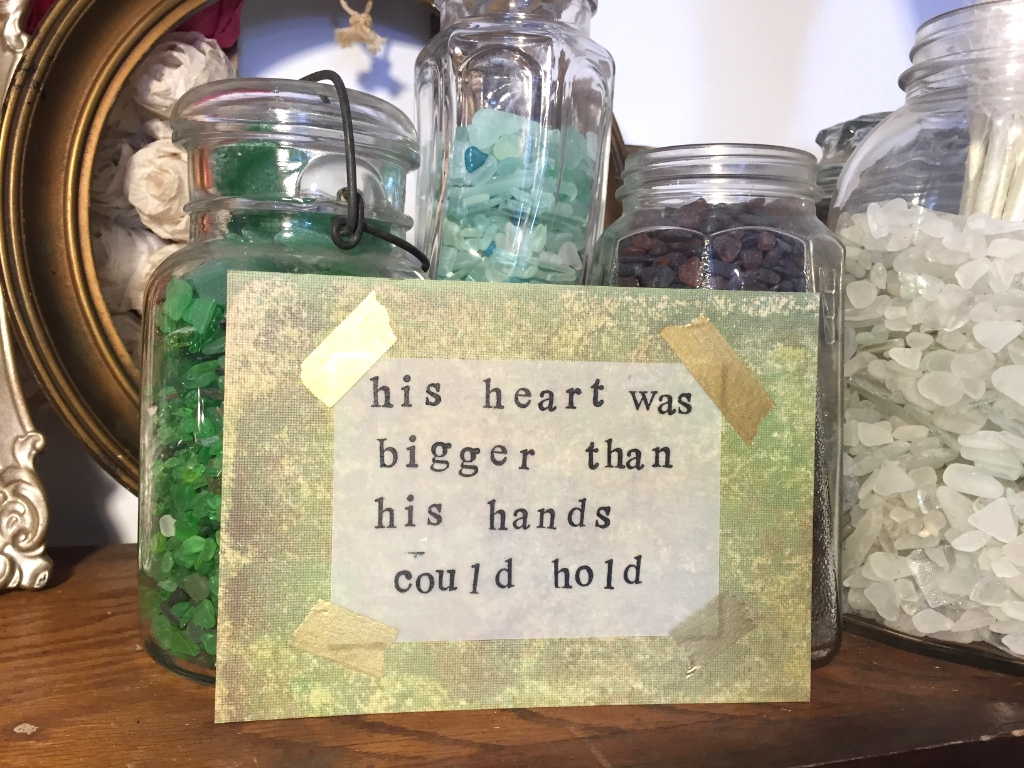 his heart was
bigger than
his hands
could hold